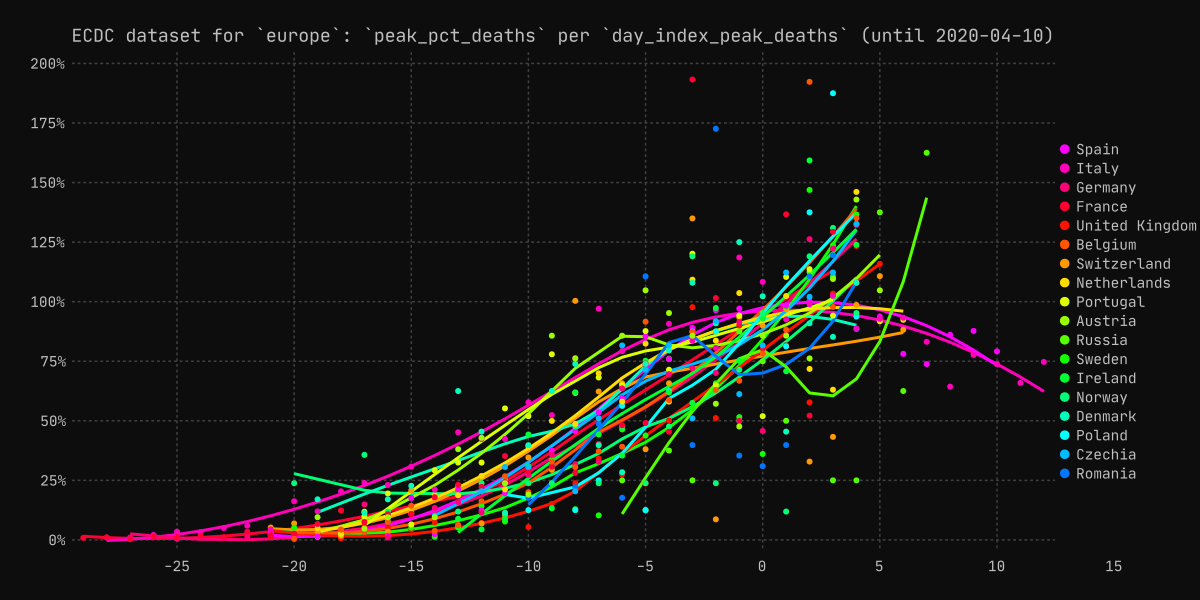 ECDC dataset for `europe`: `peak_pct_deaths` per `day_index_peak_deaths` (until 2020-04-10)
200%
175%
150%
125%
100%
75%
50%
25%
0%
-25
-20
-15
-10
-5
0
5
10
15
Spain
Italy
Germany
France
United Kingdom
Belgium
Switzerland
Netherlands
Portugal
Austria
Russia
Sweden
Ireland
Norway
Denmark
Poland
Czechia
Romania